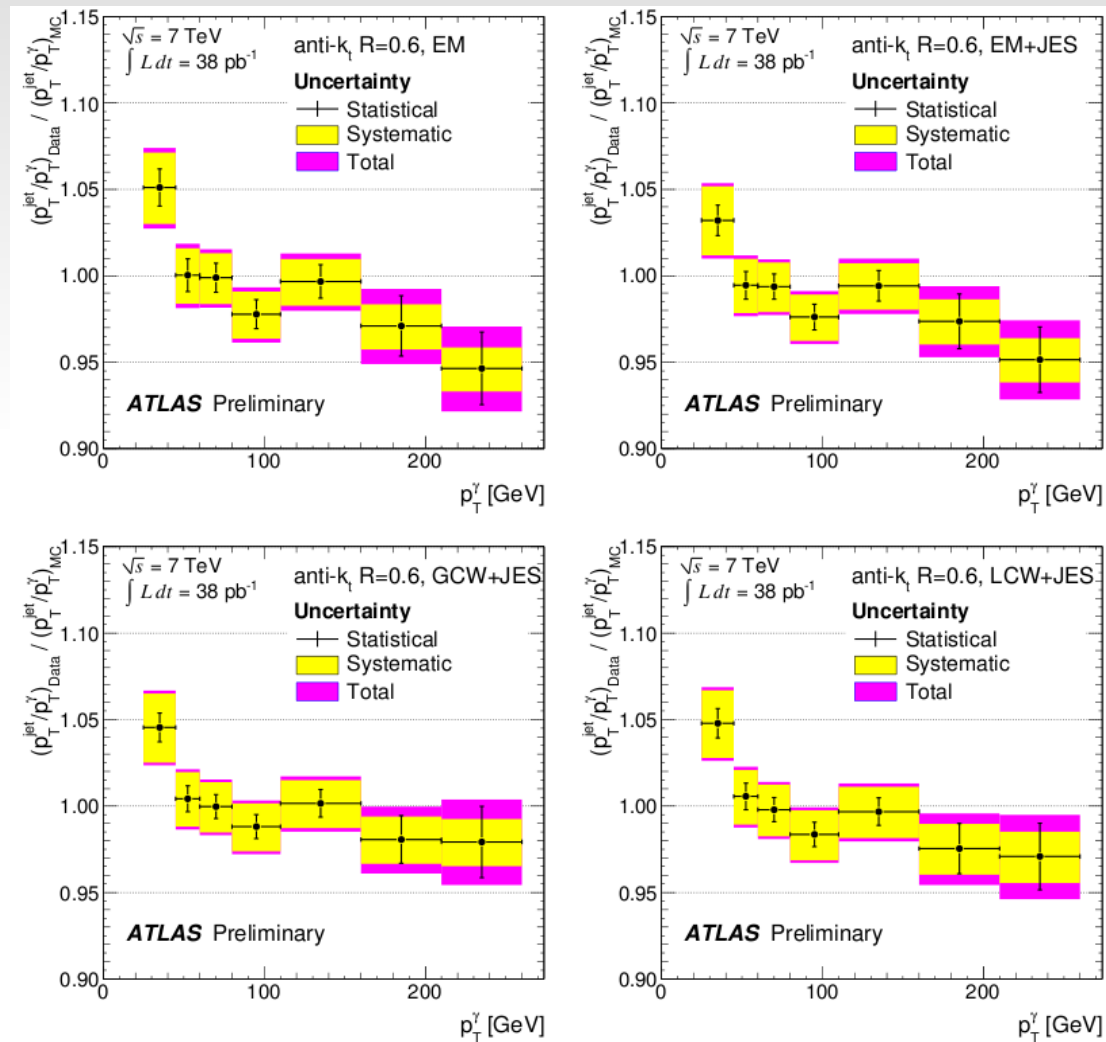 √s = 7 TeV
∫ L dt = 38 pb⁻¹
anti-k_t R=0.6, EM
Uncertainty
Statistical
Systematic
Total
ATLAS Preliminary
(p_T^jet/p_T^γ)_Data / (p_T^jet/p_T^γ)_MC
1.15
1.10
1.05
1.00
0.95
0.90
0 100 200
p_T^γ [GeV]
√s = 7 TeV
∫ L dt = 38 pb⁻¹
anti-k_t R=0.6, EM+JES
Uncertainty
Statistical
Systematic
Total
ATLAS Preliminary
(p_T^jet/p_T^γ)_Data / (p_T^jet/p_T^γ)_MC
1.15
1.10
1.05
1.00
0.95
0.90
0 100 200
p_T^γ [GeV]
√s = 7 TeV
∫ L dt = 38 pb⁻¹
anti-k_t R=0.6, GCW+JES
Uncertainty
Statistical
Systematic
Total
ATLAS Preliminary
(p_T^jet/p_T^γ)_Data / (p_T^jet/p_T^γ)_MC
1.15
1.10
1.05
1.00
0.95
0.90
0 100 200
p_T^γ [GeV]
√s = 7 TeV
∫ L dt = 38 pb⁻¹
anti-k_t R=0.6, LCW+JES
Uncertainty
Statistical
Systematic
Total
ATLAS Preliminary
(p_T^jet/p_T^γ)_Data / (p_T^jet/p_T^γ)_MC
1.15
1.10
1.05
1.00
0.95
0.90
0 100 200
p_T^γ [GeV]